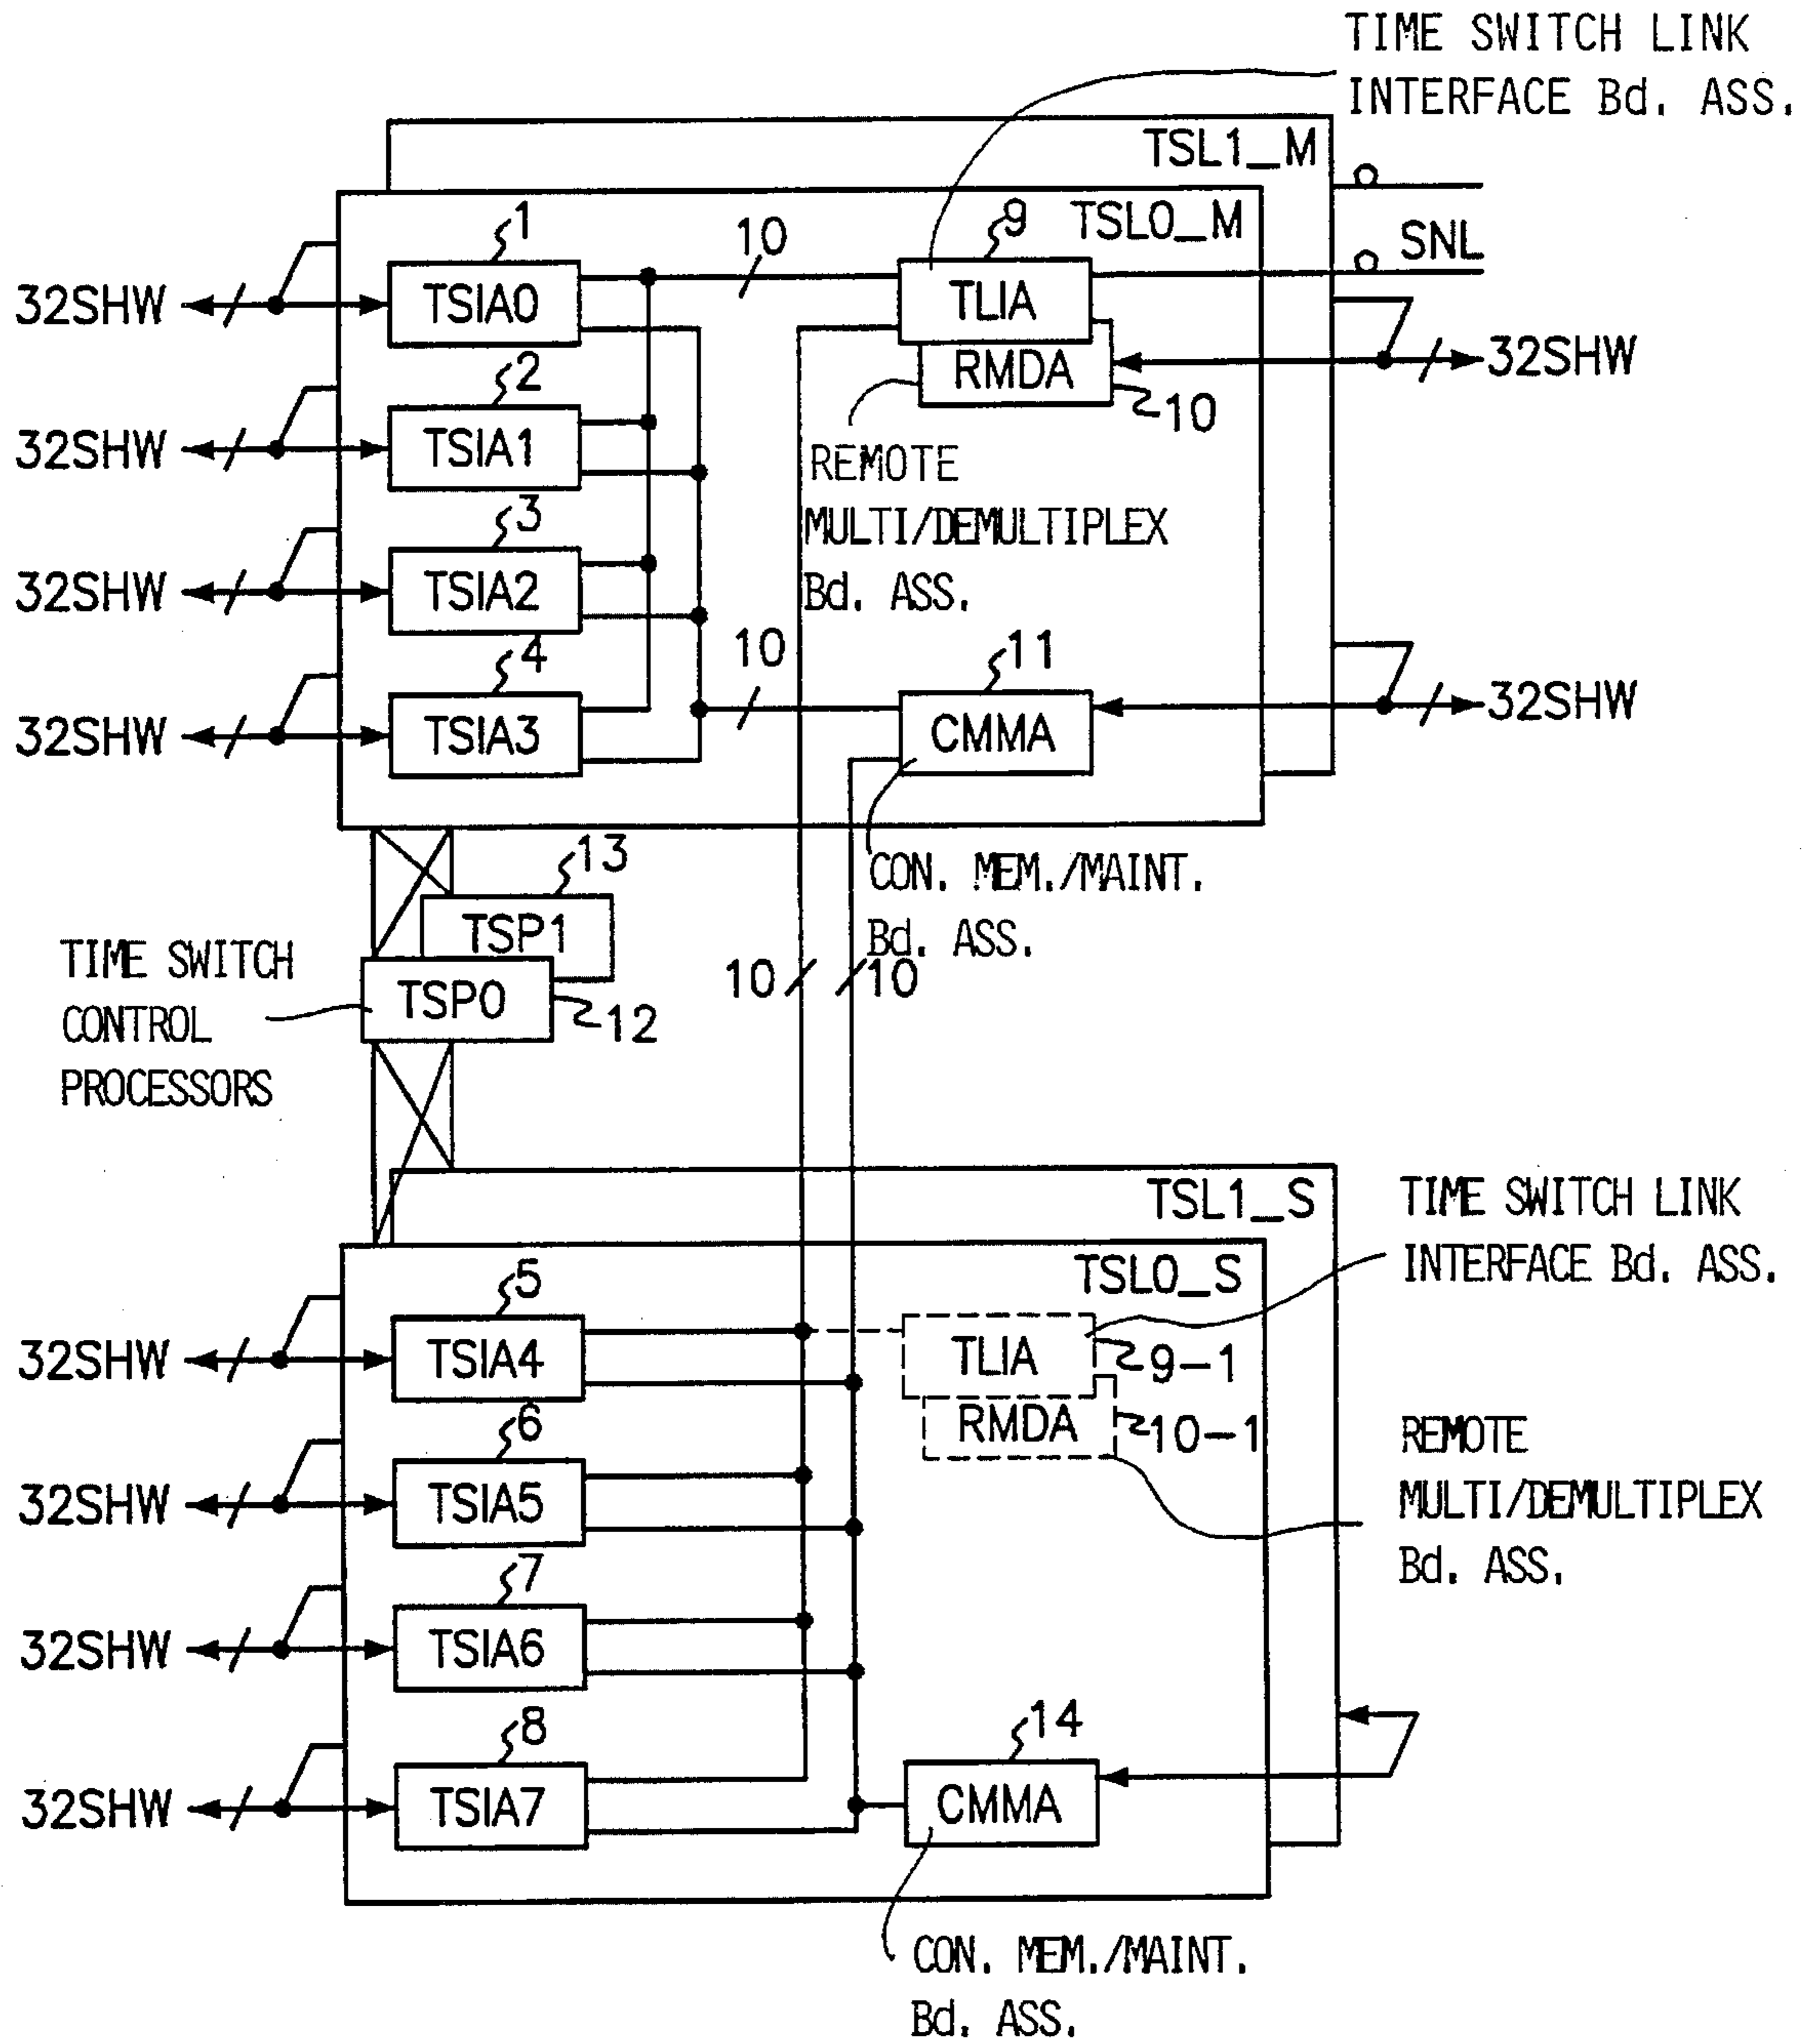 TIME SWITCH LINK
INTERFACE Bd. ASS.
TSL1_M
TSL0_M
1
10
9
SNL
32SHW
TSIA0
TLIA
32SHW
RMDA
10
2
32SHW
TSIA1
REMOTE
MULTI/DEMULTIPLEX
Bd. ASS.
3
32SHW
TSIA2
4
10
11
32SHW
TSIA3
CMMA
32SHW
13
CON. MEM./MAINT.
Bd. ASS.
TSP1
TIME SWITCH
CONTROL
PROCESSORS
TSP0
12
10
10
TSL1_S
TIME SWITCH LINK
INTERFACE Bd. ASS.
TSL0_S
5
32SHW
TSIA4
TLIA
9-1
6
RMDA
10-1
REMOTE
MULTI/DEMULTIPLEX
Bd. ASS.
32SHW
TSIA5
7
32SHW
TSIA6
8
14
32SHW
TSIA7
CMMA
CON. MEM./MAINT.
Bd. ASS.